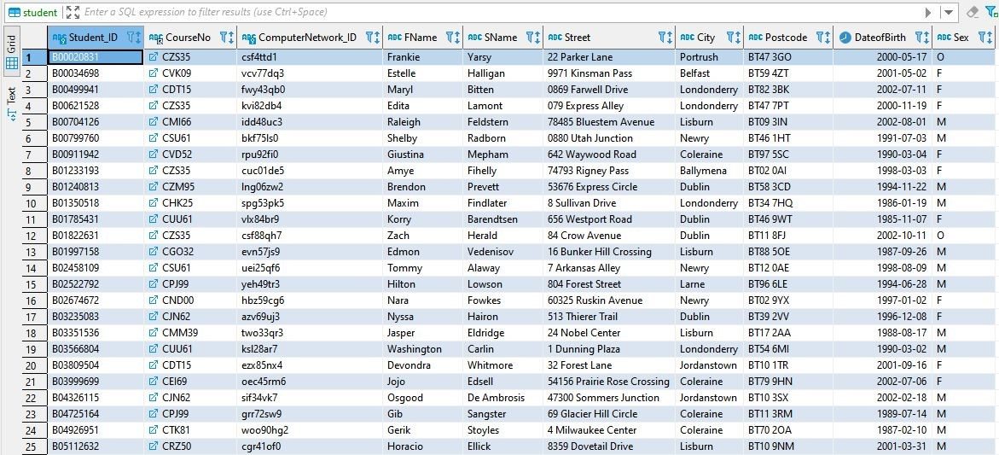 student Enter a SQL expression to filter results (use Ctrl+Space)
Grid
Text
ABC Student_ID ABC CourseNo ABC ComputerNetwork_ID ABC FName ABC SName ABC Street ABC City ABC Postcode DateofBirth ABC Sex
1 B00020831 CZS35 csf4ttd1 Frankie Yarsy 22 Parker Lane Portrush BT47 3GO 2000-05-17 O
2 B00034698 CVK09 vcv77dq3 Estelle Halligan 9971 Kinsman Pass Belfast BT59 4ZT 2001-05-02 F
3 B00499941 CDT15 fwy43qb0 Maryl Bitten 0869 Farwell Drive Londonderry BT82 3BK 2002-07-11 F
4 B00621528 CZS35 kvi82db4 Edita Lamont 079 Express Alley Londonderry BT47 7PT 2000-11-19 F
5 B00704126 CMI66 idd48uc3 Raleigh Feldstern 78485 Bluestem Avenue Lisburn BT09 3IN 2002-08-01 M
6 B00799760 CSU61 bkf75ls0 Shelby Radborn 0880 Utah Junction Newry BT46 1HT 1991-07-03 M
7 B00911942 CVD52 rpu92fi0 Giustina Mepham 642 Waywood Road Coleraine BT97 5SC 1990-03-04 F
8 B01233193 CZS35 cuc01de5 Amye Fihelly 74793 Rigney Pass Ballymena BT02 0AI 1998-03-03 F
9 B01240813 CZM95 lng06zw2 Brendon Prevett 53676 Express Circle Dublin BT58 3CD 1994-11-22 M
10 B01350518 CHK25 spg53pk5 Maxim Findlater 8 Sullivan Drive Londonderry BT34 7HQ 1986-01-19 M
11 B01785431 CUU61 vlx84br9 Korry Barendtsen 656 Westport Road Dublin BT46 9WT 1985-11-07 F
12 B01822631 CZS35 csf88qh7 Zach Herald 84 Crow Avenue Dublin BT11 8FJ 2002-10-11 O
13 B01997158 CGO32 evn57js9 Edmon Vedenisov 16 Bunker Hill Crossing Lisburn BT88 5OE 1987-09-26 M
14 B02458109 CSU61 uei25qf6 Tommy Alaway 7 Arkansas Alley Newry BT12 0AE 1998-08-09 M
15 B02522792 CPJ99 yeh49tr3 Hilton Lowson 804 Forest Street Larne BT96 6LE 1994-06-28 M
16 B02674672 CND00 hbz59cg6 Nara Fowkes 60325 Ruskin Avenue Newry BT02 9YX 1997-01-02 F
17 B03235083 CJN62 azv69uj3 Nyssa Hairon 513 Thierer Trail Dublin BT39 2VV 1996-12-08 F
18 B03351536 CMM39 two33qr3 Jasper Eldridge 24 Nobel Center Lisburn BT17 2AA 1988-08-17 M
19 B03566804 CUU61 ksl28ar7 Washington Carlin 1 Dunning Plaza Londonderry BT54 6MI 1990-03-02 M
20 B03809504 CDT15 ezx85nx4 Devondra Whitmore 32 Forest Lane Jordanstown BT10 1TR 2001-09-16 F
21 B03999699 CEI69 oec45rm6 Jojo Edsell 54156 Prairie Rose Crossing Coleraine BT79 9HN 2002-07-06 F
22 B04326115 CJN62 sif34vk7 Osgood De Ambrosis 47300 Sommers Junction Jordanstown BT10 3SX 2002-02-18 M
23 B04725164 CPJ99 grr72sw9 Gib Sangster 69 Glacier Hill Circle Coleraine BT11 3RM 1989-07-14 M
24 B04926951 CTK81 woo90hg2 Gerik Stoyles 4 Milwaukee Center Coleraine BT70 2OA 1987-02-10 M
25 B05112632 CRZ50 cgr41of0 Horacio Ellick 8359 Dovetail Drive Lisburn BT10 9NM 2001-03-31 M